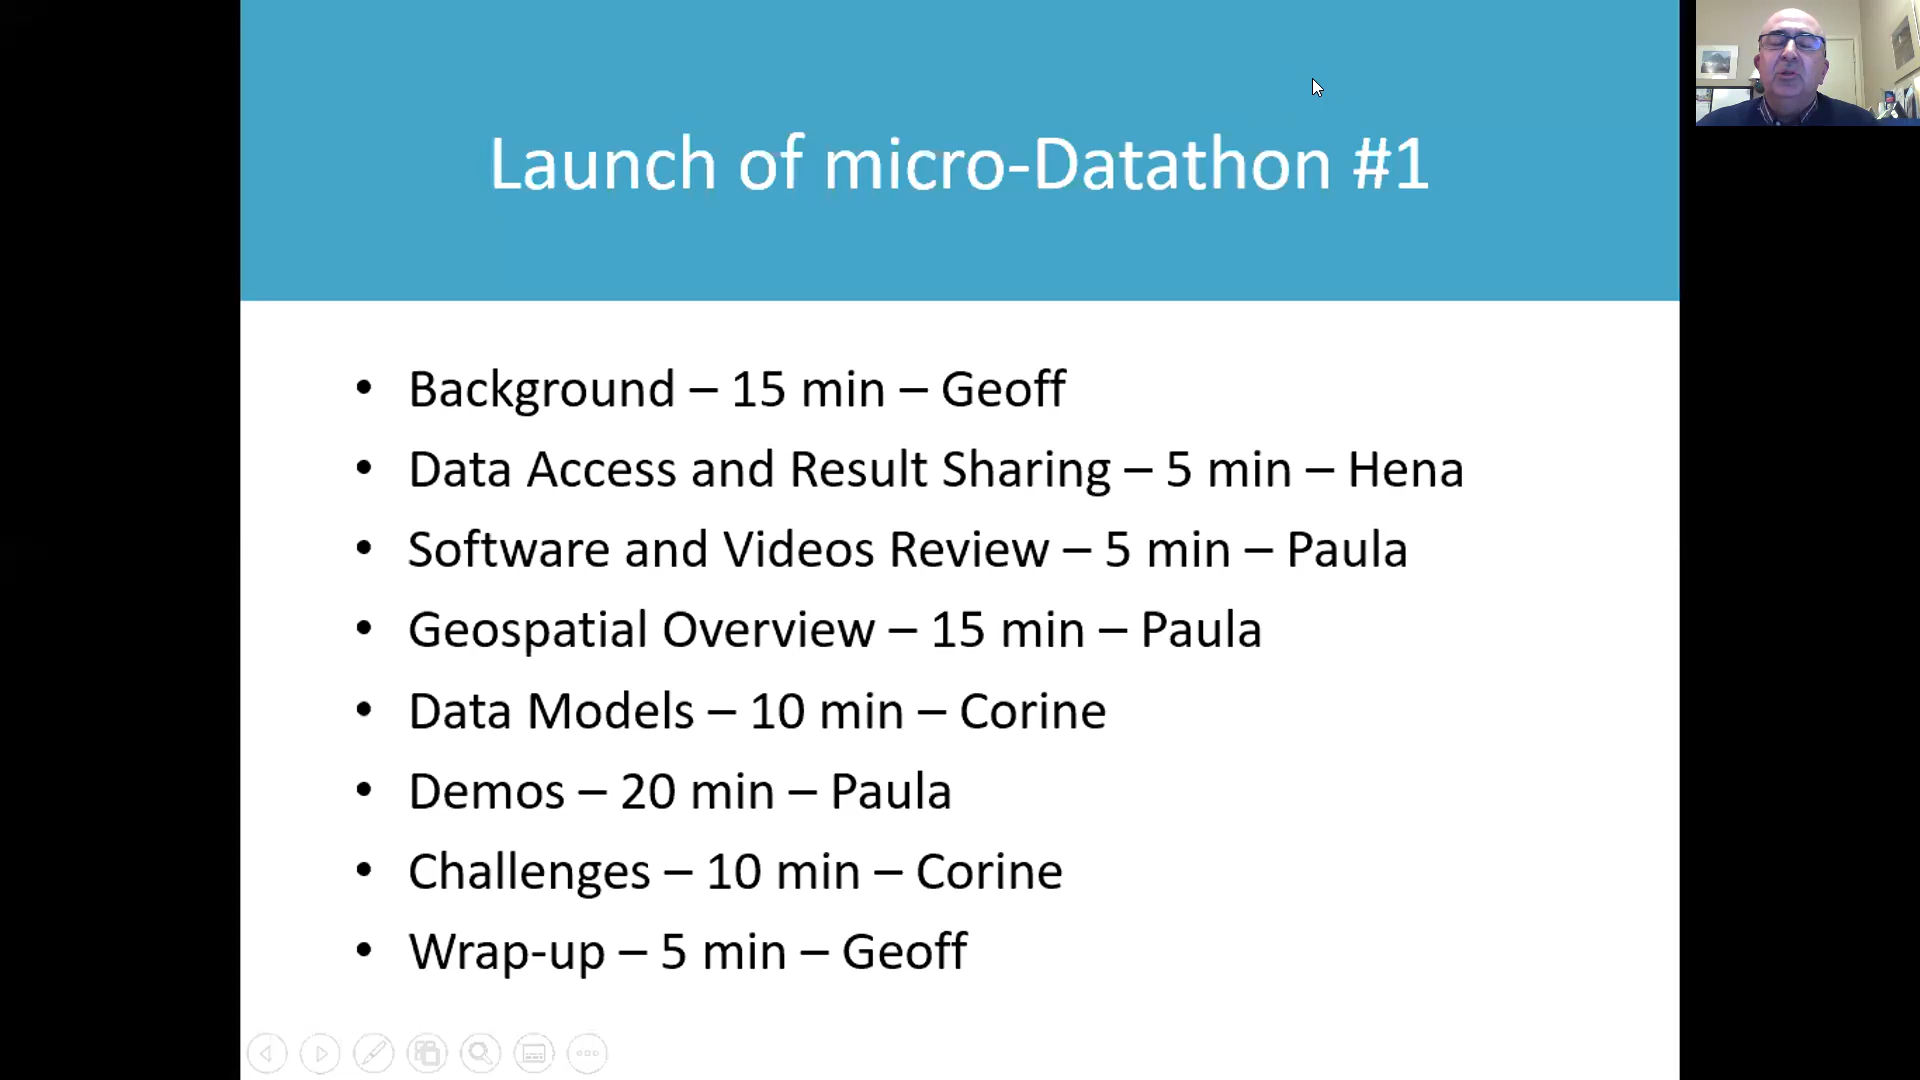 Launch of micro-Datathon #1
• Background – 15 min – Geoff
• Data Access and Result Sharing – 5 min – Hena
• Software and Videos Review – 5 min – Paula
• Geospatial Overview – 15 min – Paula
• Data Models – 10 min – Corine
• Demos – 20 min – Paula
• Challenges – 10 min – Corine
• Wrap-up – 5 min – Geoff